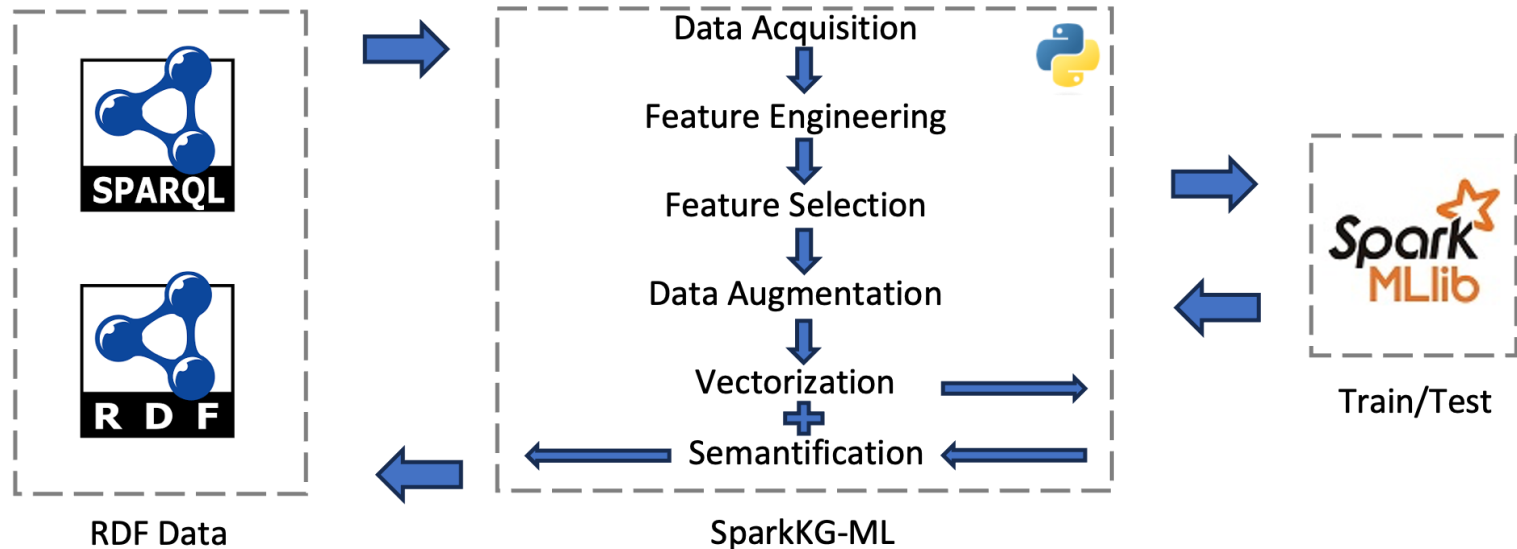 SPARQL
R D F
RDF Data
Data Acquisition
Feature Engineering
Feature Selection
Data Augmentation
Vectorization
Semantification
SparkKG-ML
Spark
MLlib
Train/Test